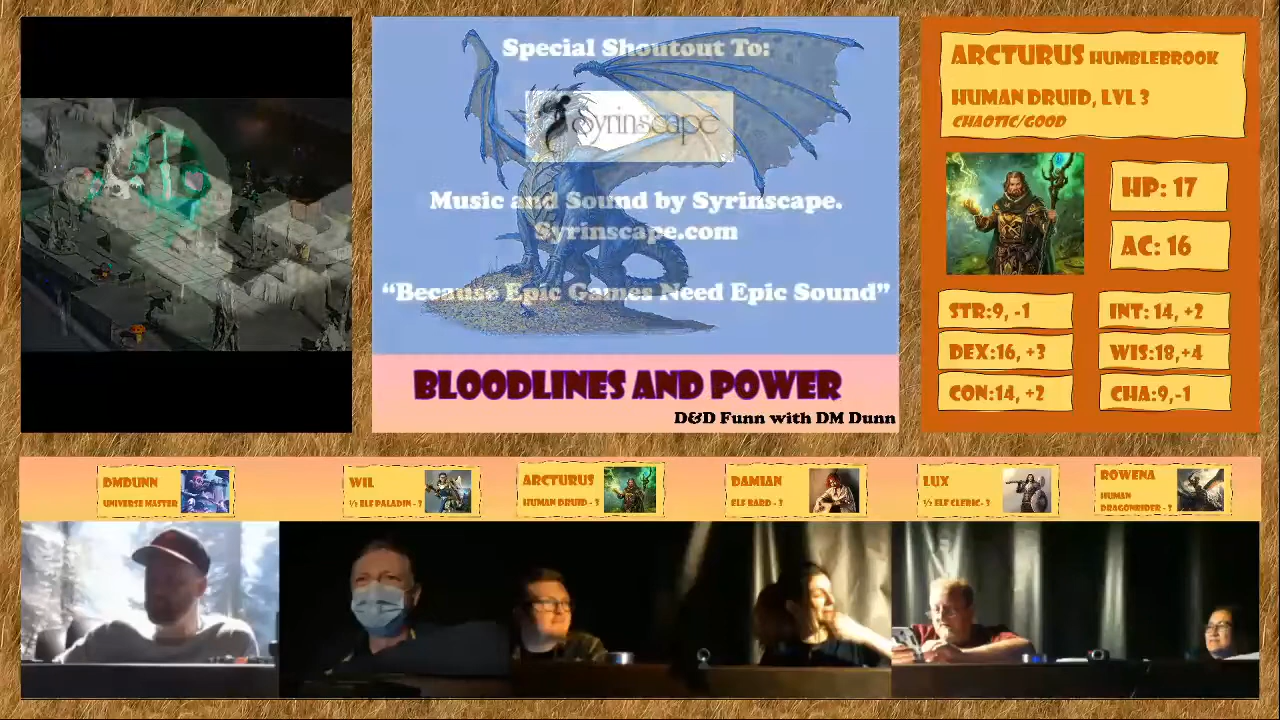 Special Shoutout To:
Syrinscape
Music and Sound by Syrinscape.
Syrinscape.com
“Because Epic Games Need Epic Sound”
BLOODLINES AND POWER
D&D Funn with DM Dunn
ARCTURUS HUMBLEBROOK
HUMAN DRUID, LVL 3
CHAOTIC/GOOD
HP: 17
AC: 16
STR:9, -1
INT: 14, +2
DEX:16, +3
WIS:18,+4
CON:14, +2
CHA:9,-1
DMDUNN
UNIVERSE MASTER
WIL
½ ELF PALADIN - 3
ARCTURUS
HUMAN DRUID - 3
DAMIAN
ELF BARD - 3
LUX
½ ELF CLERIC- 3
ROWENA
HUMAN
DRAGONRIDER - 3